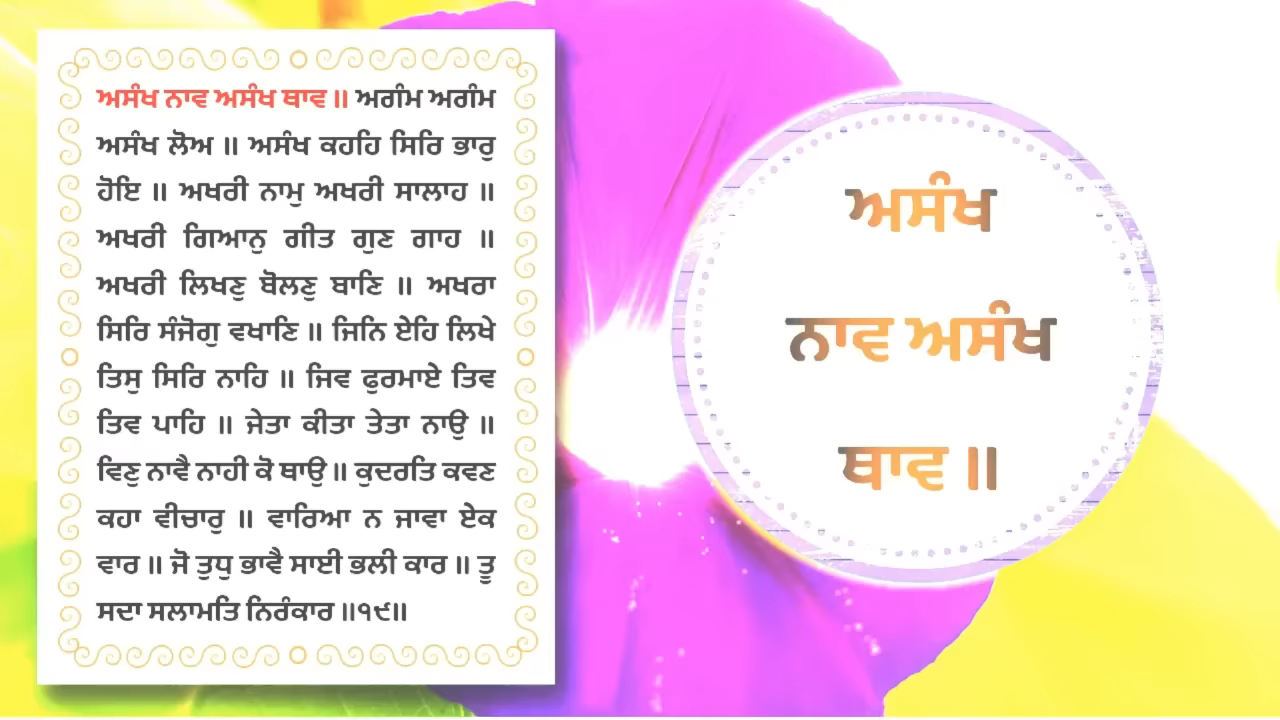 ਅਸੰਖ ਨਾਵ ਅਸੰਖ ਥਾਵ ॥ ਅਗੰਮ ਅਗੰਮ
ਅਸੰਖ ਲੋਅ ॥ ਅਸੰਖ ਕਹਹਿ ਸਿਰਿ ਭਾਰੁ
ਹੋਇ ॥ ਅਖਰੀ ਨਾਮੁ ਅਖਰੀ ਸਾਲਾਹ ॥
ਅਖਰੀ ਗਿਆਨੁ ਗੀਤ ਗੁਣ ਗਾਹ ॥
ਅਖਰੀ ਲਿਖਣੁ ਬੋਲਣੁ ਬਾਣਿ ॥ ਅਖਰਾ
ਸਿਰਿ ਸੰਜੋਗੁ ਵਖਾਣਿ ॥ ਜਿਨਿ ਏਹਿ ਲਿਖੇ
ਤਿਸੁ ਸਿਰਿ ਨਾਹਿ ॥ ਜਿਵ ਫੁਰਮਾਏ ਤਿਵ
ਤਿਵ ਪਾਹਿ ॥ ਜੇਤਾ ਕੀਤਾ ਤੇਤਾ ਨਾਉ ॥
ਵਿਣੁ ਨਾਵੈ ਨਾਹੀ ਕੋ ਥਾਉ ॥ ਕੁਦਰਤਿ ਕਵਣ
ਕਹਾ ਵੀਚਾਰੁ ॥ ਵਾਰਿਆ ਨ ਜਾਵਾ ਏਕ
ਵਾਰ ॥ ਜੋ ਤੁਧੁ ਭਾਵੈ ਸਾਈ ਭਲੀ ਕਾਰ ॥ ਤੂ
ਸਦਾ ਸਲਾਮਤਿ ਨਿਰੰਕਾਰ ॥੧੯॥
ਅਸੰਖ
ਨਾਵ ਅਸੰਖ
ਥਾਵ ॥